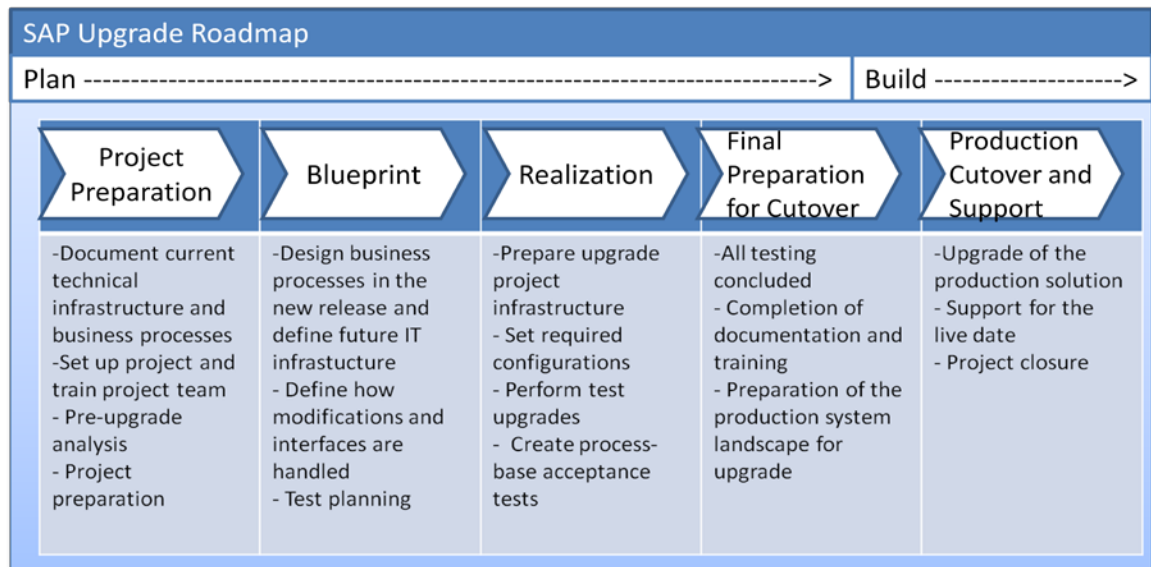 SAP Upgrade Roadmap
Plan ----------------------------------------------------------------------------->
Build -------------------->
Project
Preparation
Blueprint
Realization
Final
Preparation
for Cutover
Production
Cutover and
Support
-Document current
technical
infrastructure and
business processes
-Set up project and
train project team
- Pre-upgrade
analysis
- Project
preparation
-Design business
processes in the
new release and
define future IT
infrastucture
- Define how
modifications and
interfaces are
handled
- Test planning
-Prepare upgrade
project
infrastructure
- Set required
configurations
- Perform test
upgrades
-  Create process-
base acceptance
tests
-All testing
concluded
- Completion of
documentation and
training
- Preparation of the
production system
landscape for
upgrade
-Upgrade of the
production solution
- Support for the
live date
- Project closure